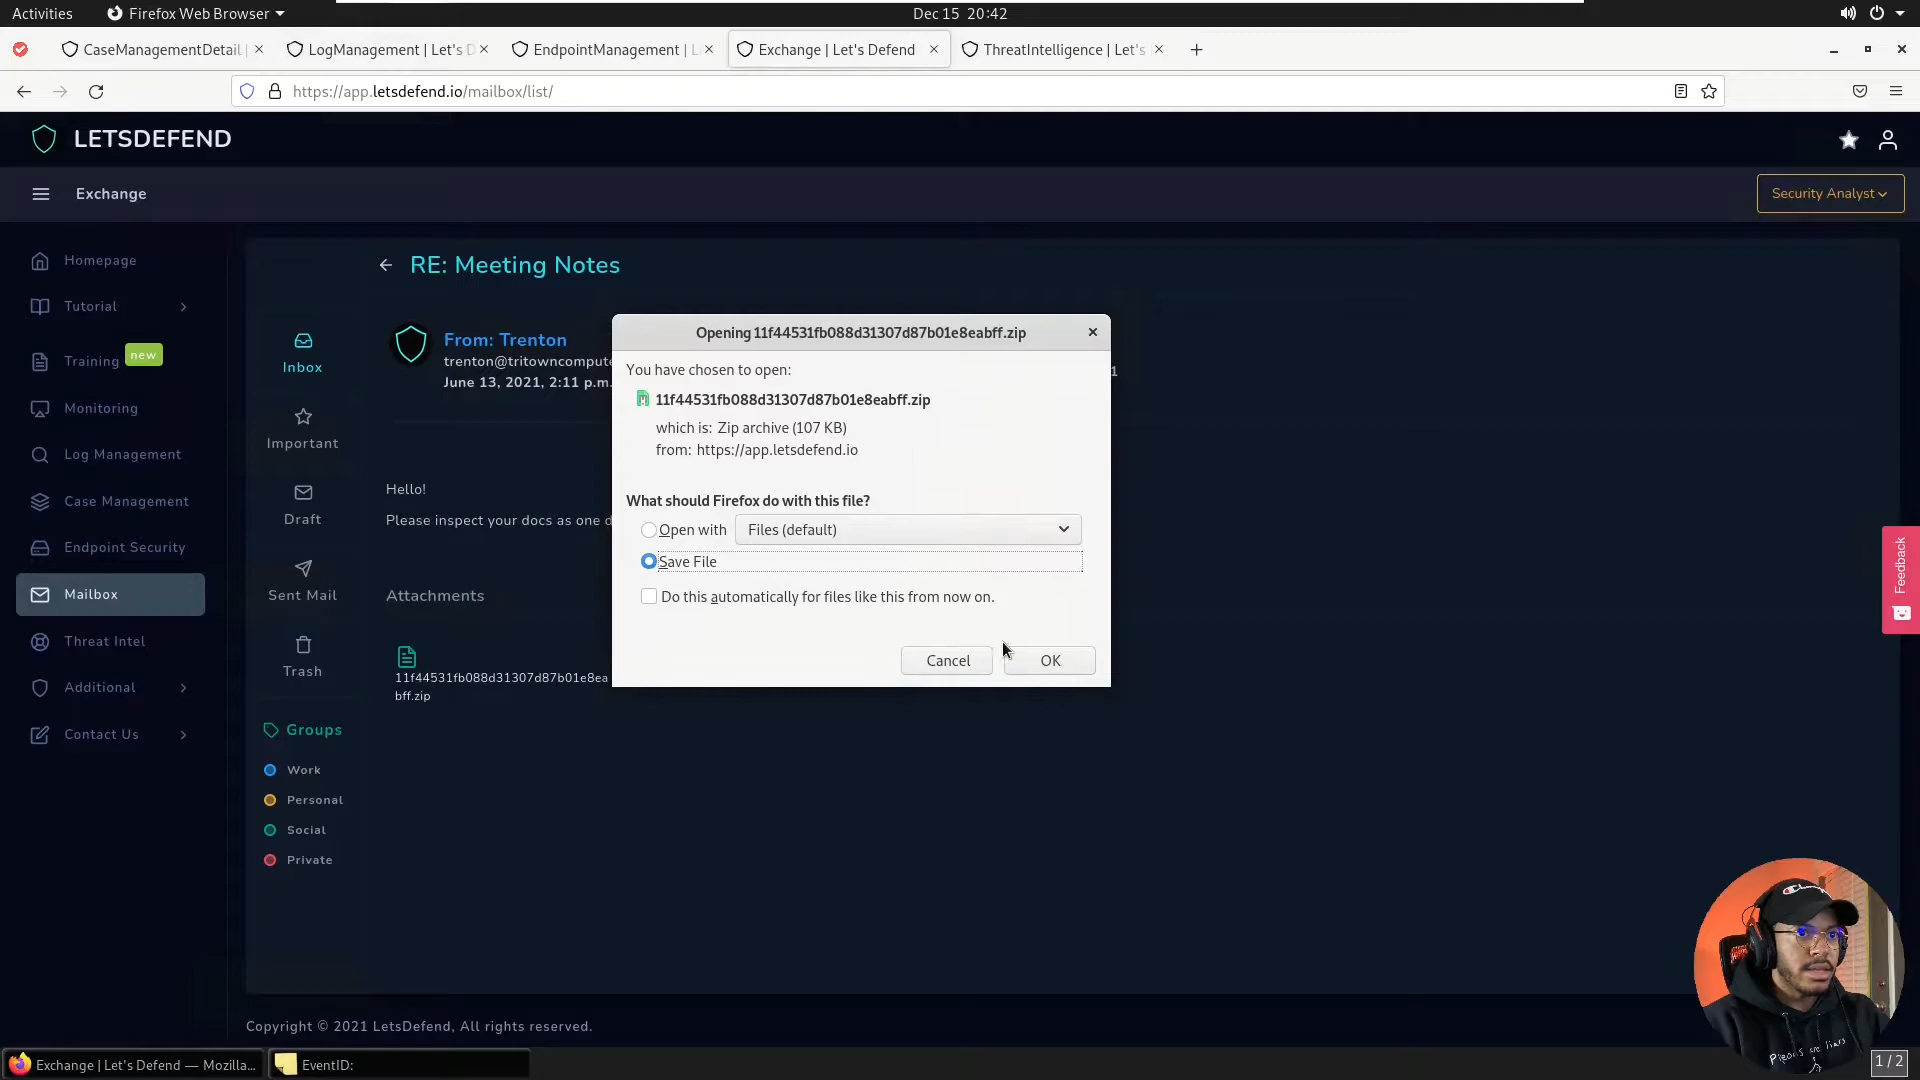 Activities
Firefox Web Browser
Dec 15 20:42
CaseManagementDetail
LogManagement | Let's D
EndpointManagement | L
Exchange | Let's Defend
ThreatIntelligence | Let's
https://app.letsdefend.io/mailbox/list/
LETSDEFEND
Exchange
Security Analyst
Homepage
Tutorial
Training
new
Monitoring
Log Management
Case Management
Endpoint Security
Mailbox
Threat Intel
Additional
Contact Us
Inbox
Important
Draft
Sent Mail
Trash
Groups
Work
Personal
Social
Private
RE: Meeting Notes
From: Trenton
trenton@tritowncompute
June 13, 2021, 2:11 p.m.
1
Hello!
Please inspect your docs as one d
Attachments
11f44531fb088d31307d87b01e8ea
bff.zip
Opening 11f44531fb088d31307d87b01e8eabff.zip
You have chosen to open:
11f44531fb088d31307d87b01e8eabff.zip
which is: Zip archive (107 KB)
from: https://app.letsdefend.io
What should Firefox do with this file?
Open with
Files (default)
Save File
Do this automatically for files like this from now on.
Cancel
OK
Feedback
Copyright © 2021 LetsDefend, All rights reserved.
Champion
Pigeons are liars
Exchange | Let's Defend — Mozilla...
EventID:
1 / 2